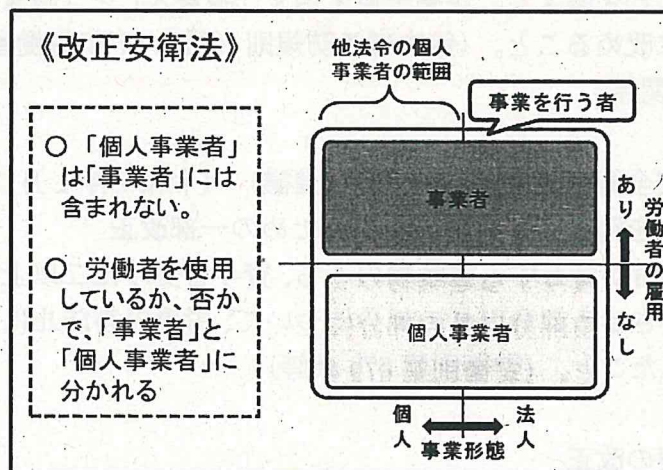 《改正安衛法》
○ 「個人事業者」
は「事業者」には
含まれない。
○ 労働者を使用
しているか、否か
で、「事業者」と
「個人事業者」に
分かれる
他法令の個人
事業者の範囲
事業を行う者
事業者
個人事業者
あり
なし
労働者の雇用
個人
法人
事業形態